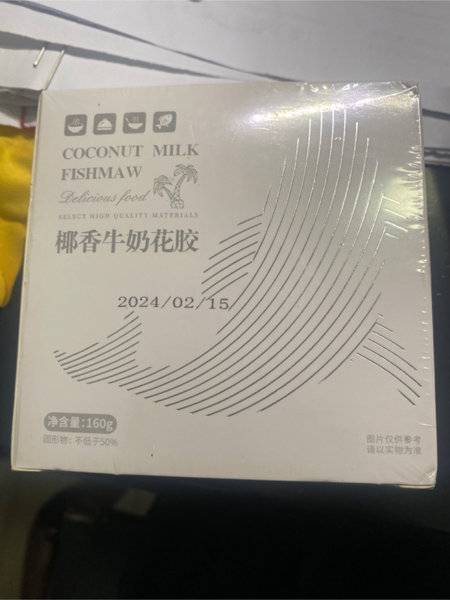 COCONUT MILK
FISHMAW
Delicious food
SELECT HIGH QUALITY MATERIALS
椰香牛奶花胶
2024/02/15
净含量:160g
固形物:不低于50%
图片仅供参考
请以实物为准